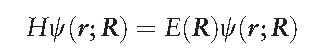 Hψ(r; R) = E(R)ψ(r; R)